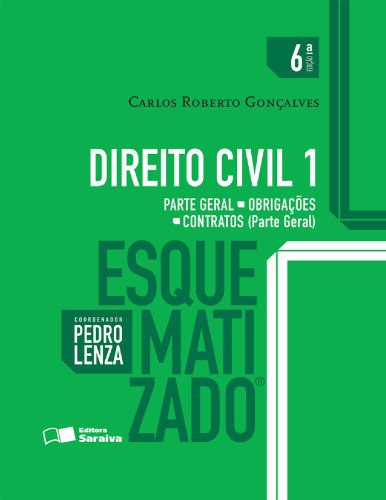 6ª
EDIÇÃO
CARLOS ROBERTO GONÇALVES
DIREITO CIVIL 1
PARTE GERAL ▪ OBRIGAÇÕES
▪ CONTRATOS (Parte Geral)
ESQUE
MATI
ZADO®
COORDENADOR
PEDRO
LENZA
Editora
Saraiva